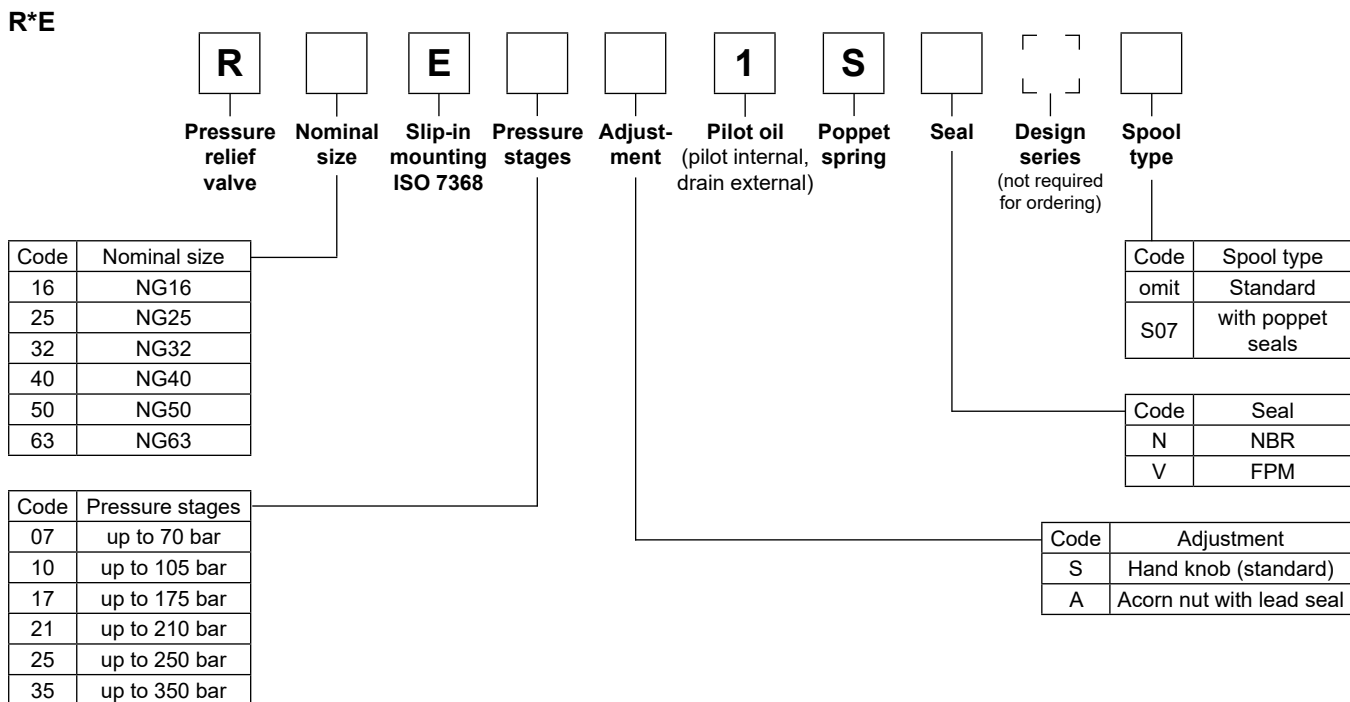 R*E
R E 1 S
Pressure
relief
valve
Nominal
size
Slip-in
mounting
ISO 7368
Pressure
stages
Adjust-
ment
Pilot oil
(pilot internal,
drain external)
Poppet
spring
Seal
Design
series
(not required
for ordering)
Spool
type
Code Nominal size
16 NG16
25 NG25
32 NG32
40 NG40
50 NG50
63 NG63
Code Pressure stages
07 up to 70 bar
10 up to 105 bar
17 up to 175 bar
21 up to 210 bar
25 up to 250 bar
35 up to 350 bar
Code Spool type
omit Standard
S07 with poppet
seals
Code Seal
N NBR
V FPM
Code Adjustment
S Hand knob (standard)
A Acorn nut with lead seal